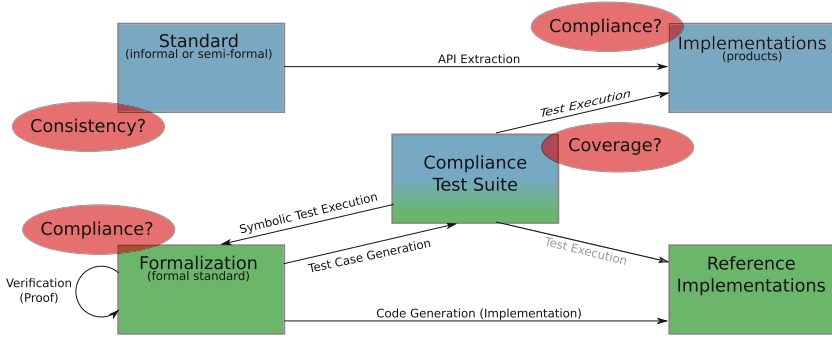 Standard
(informal or semi-formal)
Compliance?
Implementations
(products)
API Extraction
Test Execution
Consistency?
Coverage?
Compliance
Test Suite
Symbolic Test Execution
Compliance?
Test Case Generation
Test Execution
Formalization
(formal standard)
Verification
(Proof)
Reference
Implementations
Code Generation (Implementation)